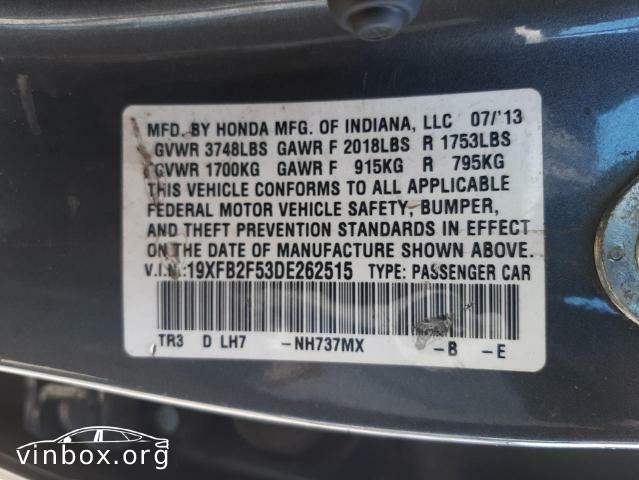 MFD. BY HONDA MFG. OF INDIANA, LLC 07/'13
GVWR 3748LBS GAWR F 2018LBS R 1753LBS
GVWR 1700KG GAWR F 915KG R 795KG
THIS VEHICLE CONFORMS TO ALL APPLICABLE
FEDERAL MOTOR VEHICLE SAFETY, BUMPER,
AND THEFT PREVENTION STANDARDS IN EFFECT
ON THE DATE OF MANUFACTURE SHOWN ABOVE.
V.I.N.:19XFB2F53DE262515 TYPE: PASSENGER CAR
TR3 D LH7 -NH737MX -B -E
vinbox.org